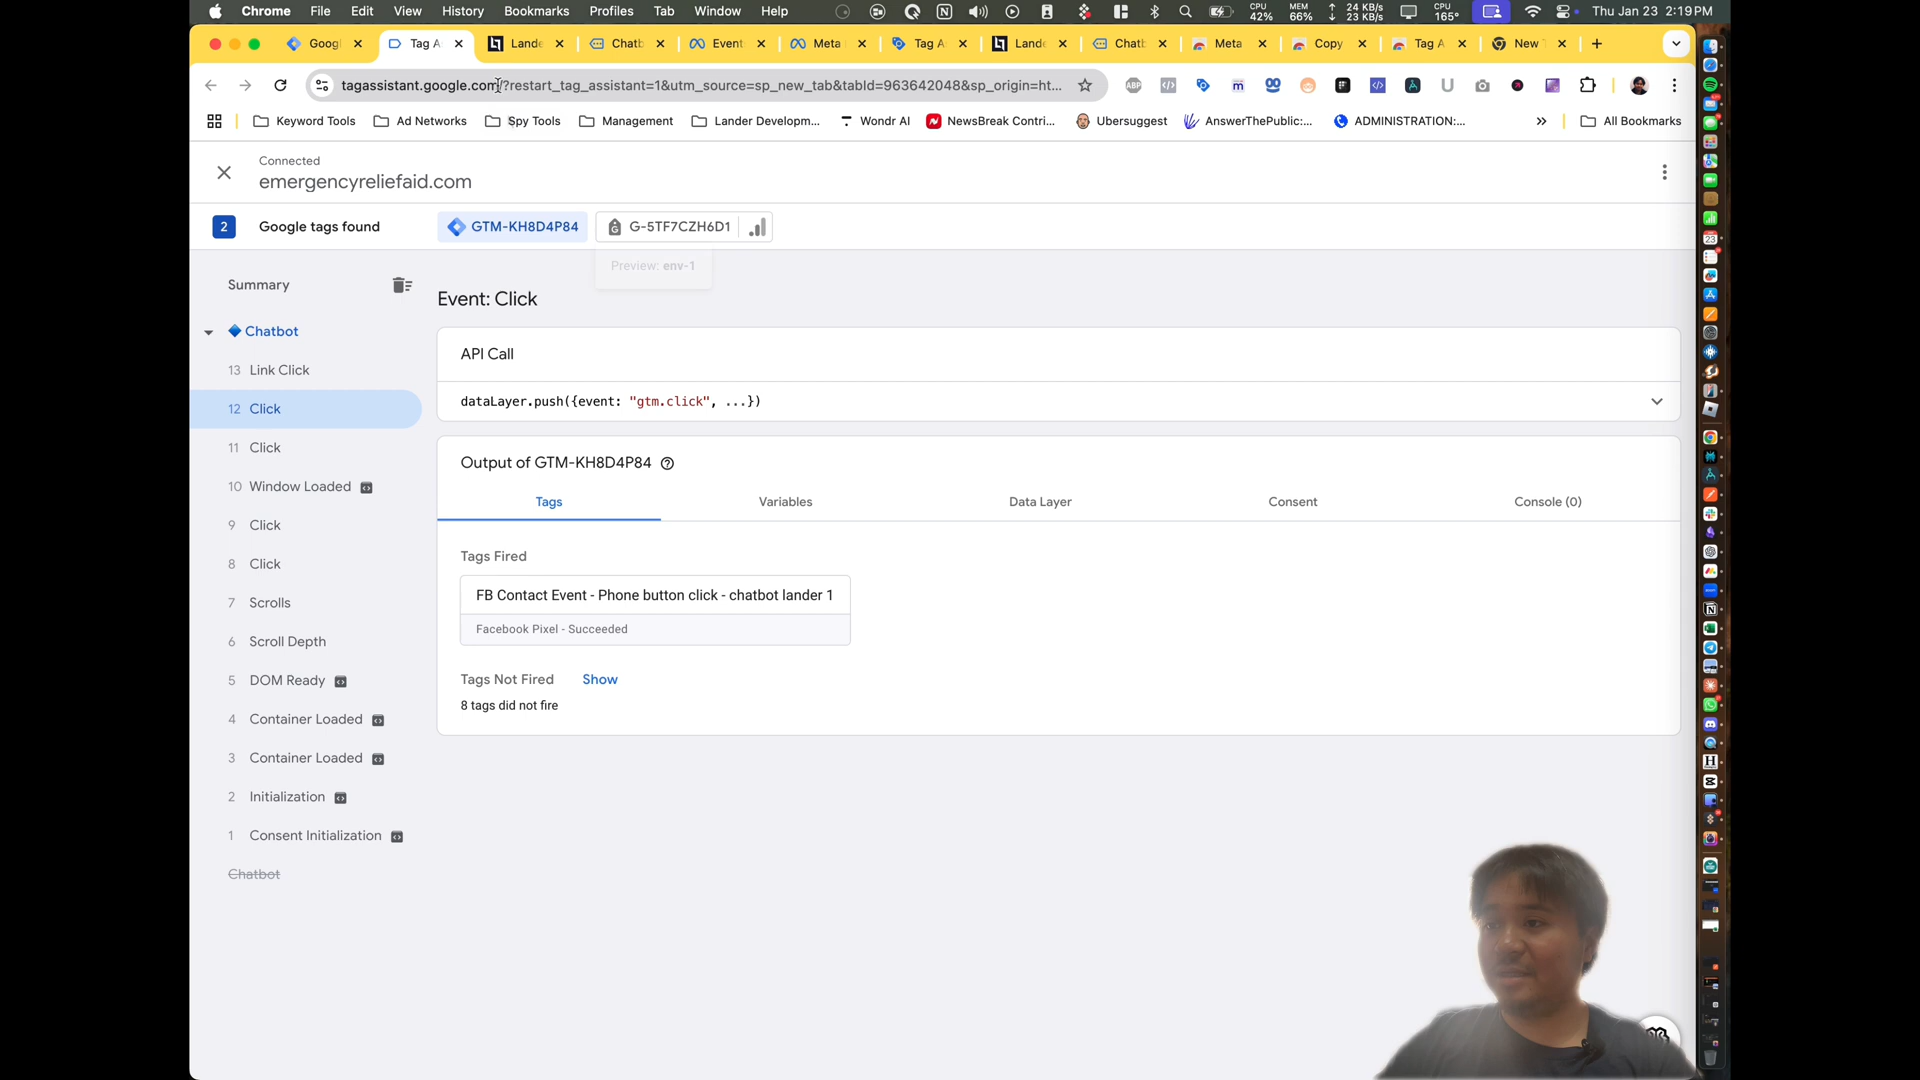 Chrome File Edit View History Bookmarks Profiles Tab Window Help CPU 42% MEM 66% 24 KB/s 23 KB/s CPU 165° Thu Jan 23 2:19 PM
Googl Tag A Lande Chatb Event Meta Tag A Lande Chatb Meta Copy Tag A New T
tagassistant.google.com/?restart_tag_assistant=1&utm_source=sp_new_tab&tabId=963642048&sp_origin=ht...
Keyword Tools Ad Networks Spy Tools Management Lander Developm... Wondr AI NewsBreak Contri... Ubersuggest AnswerThePublic:... ADMINISTRATION:... » All Bookmarks
Connected
emergencyreliefaid.com
2 Google tags found GTM-KH8D4P84 G-5TF7CZH6D1
Preview: env-1
Summary
Event: Click
Chatbot
13 Link Click
12 Click
11 Click
10 Window Loaded
9 Click
8 Click
7 Scrolls
6 Scroll Depth
5 DOM Ready
4 Container Loaded
3 Container Loaded
2 Initialization
1 Consent Initialization
Chatbot
API Call
dataLayer.push({event: "gtm.click", ...})
Output of GTM-KH8D4P84
Tags Variables Data Layer Consent Console (0)
Tags Fired
FB Contact Event - Phone button click - chatbot lander 1
Facebook Pixel - Succeeded
Tags Not Fired Show
8 tags did not fire